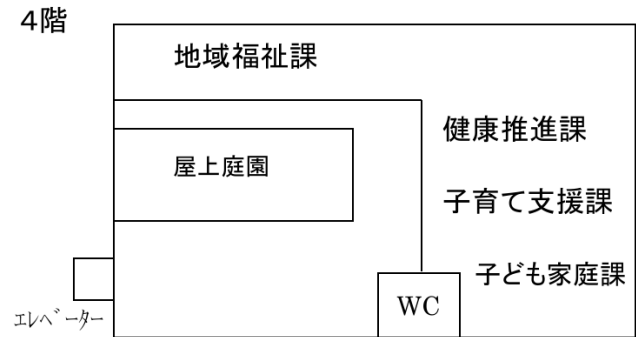 4階
地域福祉課
健康推進課
屋上庭園
子育て支援課
子ども家庭課
WC
エレベーター